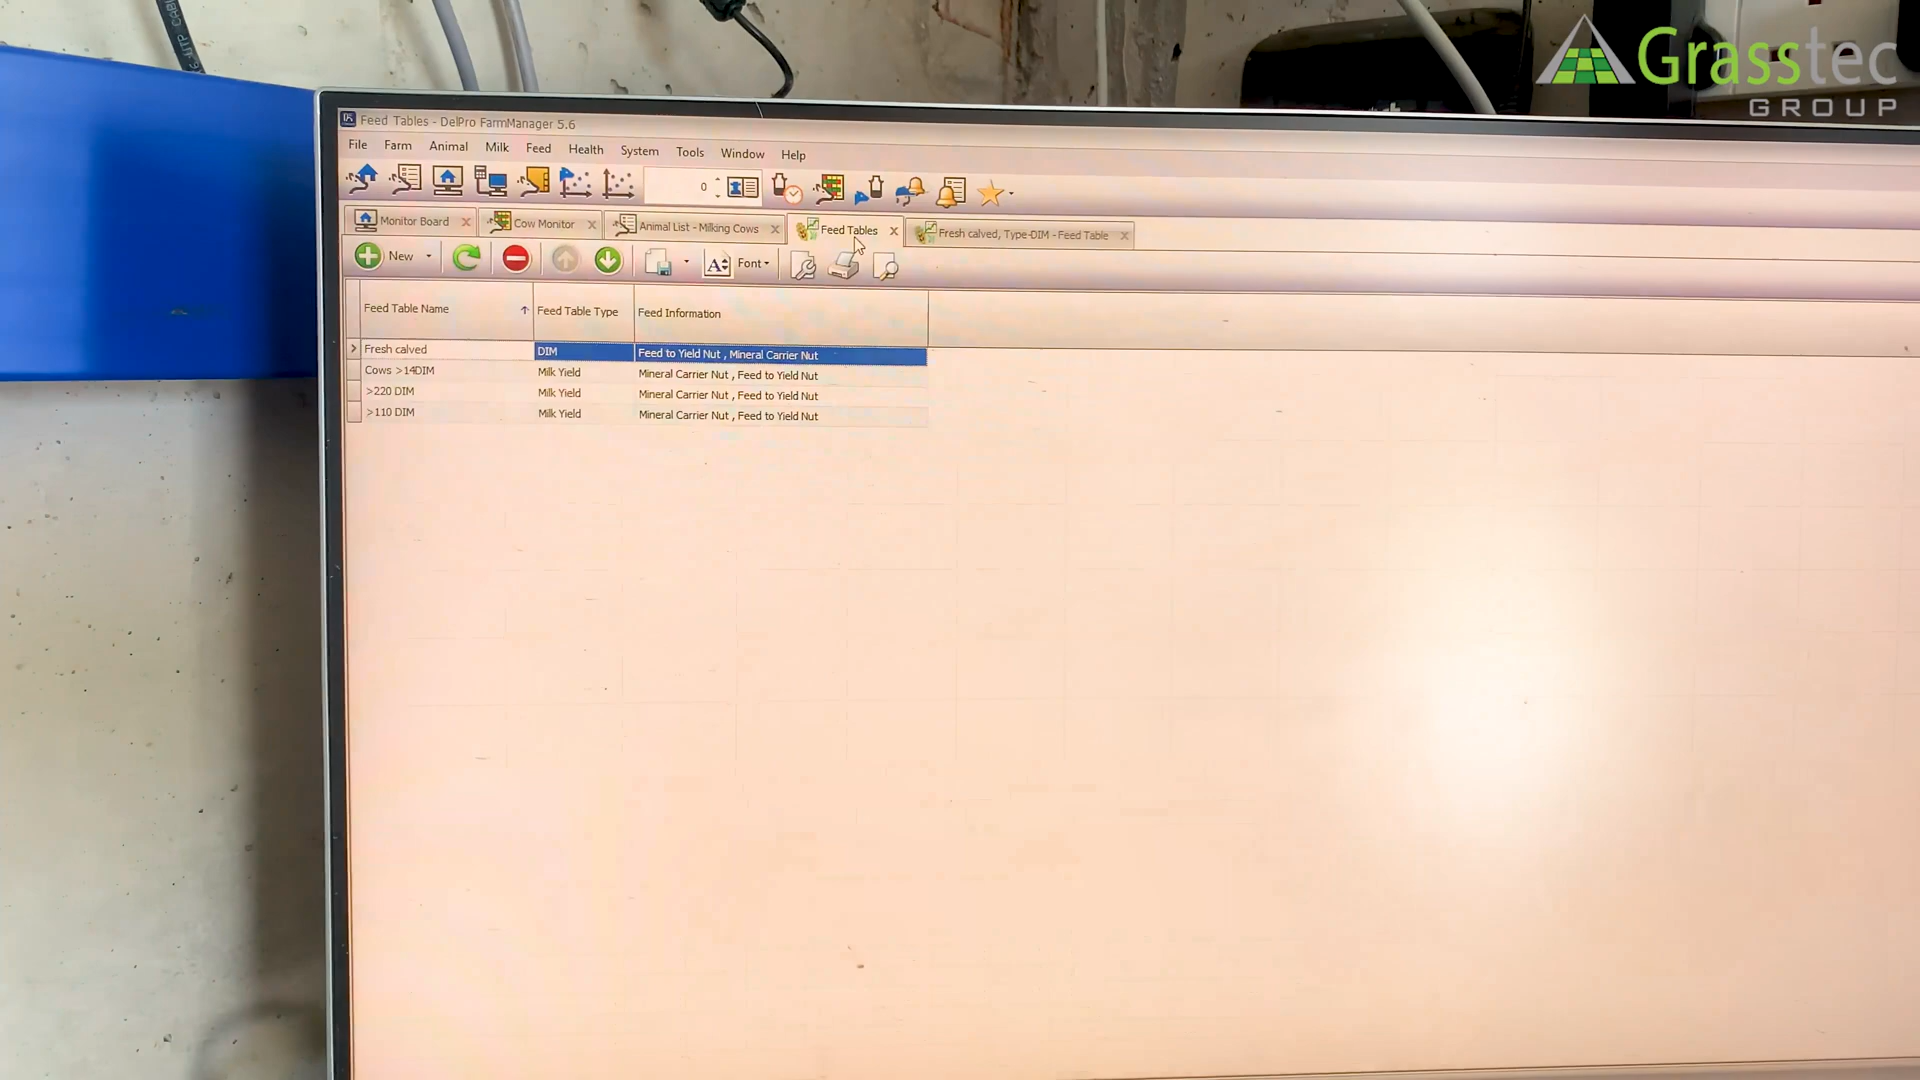 6 UTP CAB
Grasstec
GROUP
Feed Tables - DelPro FarmManager 5.6
File Farm Animal Milk Feed Health System Tools Window Help
0
Monitor Board Cow Monitor Animal List - Milking Cows Feed Tables Fresh calved, Type-DIM - Feed Table
New Font
Feed Table Name Feed Table Type Feed Information
Fresh calved DIM Feed to Yield Nut , Mineral Carrier Nut
Cows >14DIM Milk Yield Mineral Carrier Nut , Feed to Yield Nut
>220 DIM Milk Yield Mineral Carrier Nut , Feed to Yield Nut
>110 DIM Milk Yield Mineral Carrier Nut , Feed to Yield Nut